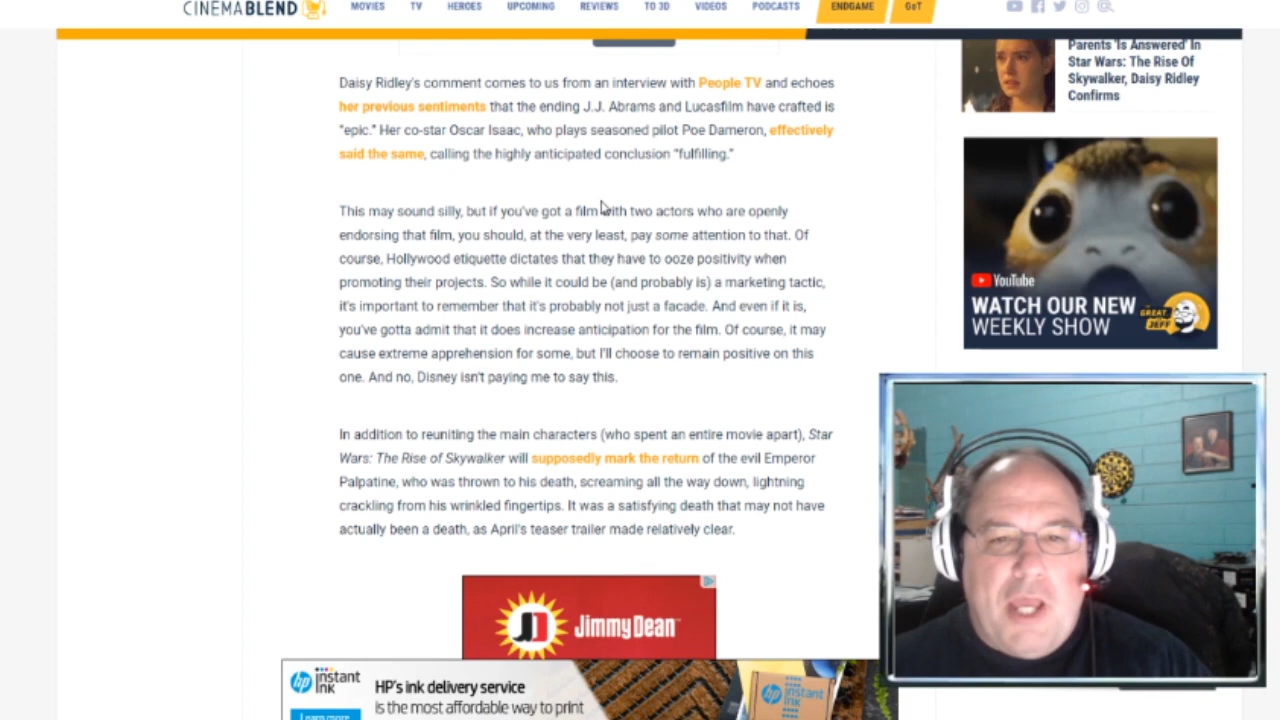 CINEMABLEND
MOVIES TV HEROES UPCOMING REVIEWS TO 3D VIDEOS PODCASTS ENDGAME GoT
Daisy Ridley's comment comes to us from an interview with People TV and echoes
her previous sentiments that the ending J.J. Abrams and Lucasfilm have crafted is
"epic." Her co-star Oscar Isaac, who plays seasoned pilot Poe Dameron, effectively
said the same, calling the highly anticipated conclusion "fulfilling."
This may sound silly, but if you've got a film with two actors who are openly
endorsing that film, you should, at the very least, pay some attention to that. Of
course, Hollywood etiquette dictates that they have to ooze positivity when
promoting their projects. So while it could be (and probably is) a marketing tactic,
it's important to remember that it's probably not just a facade. And even if it is,
you've gotta admit that it does increase anticipation for the film. Of course, it may
cause extreme apprehension for some, but I'll choose to remain positive on this
one. And no, Disney isn't paying me to say this.
In addition to reuniting the main characters (who spent an entire movie apart), Star
Wars: The Rise of Skywalker will supposedly mark the return of the evil Emperor
Palpatine, who was thrown to his death, screaming all the way down, lightning
crackling from his wrinkled fingertips. It was a satisfying death that may not have
actually been a death, as April's teaser trailer made relatively clear.
Parents 'Is Answered' In
Star Wars: The Rise Of
Skywalker, Daisy Ridley
Confirms
YouTube
WATCH OUR NEW
WEEKLY SHOW
GREAT
JEFF
JD JimmyDean
hp instant
ink
HP's ink delivery service
is the most affordable way to print
Learn more
hp instant
ink